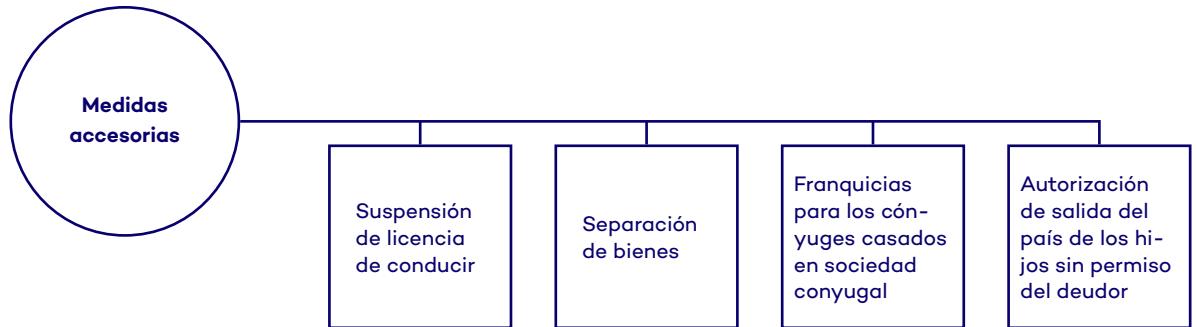 Medidas
accesorias
Suspensión
de licencia
de conducir
Separación
de bienes
Franquicias
para los cón-
yuges casados
en sociedad
conyugal
Autorización
de salida del
país de los hi-
jos sin permiso
del deudor